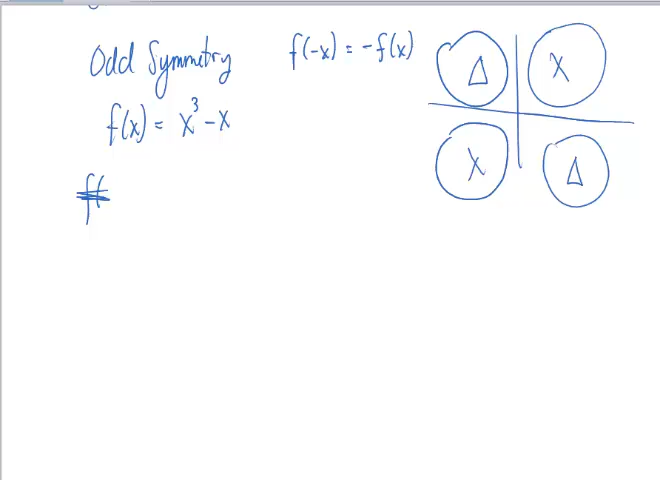 Odd Symmetry f(-x) = -f(x)
f(x) = x³ - x
Δ X
X Δ